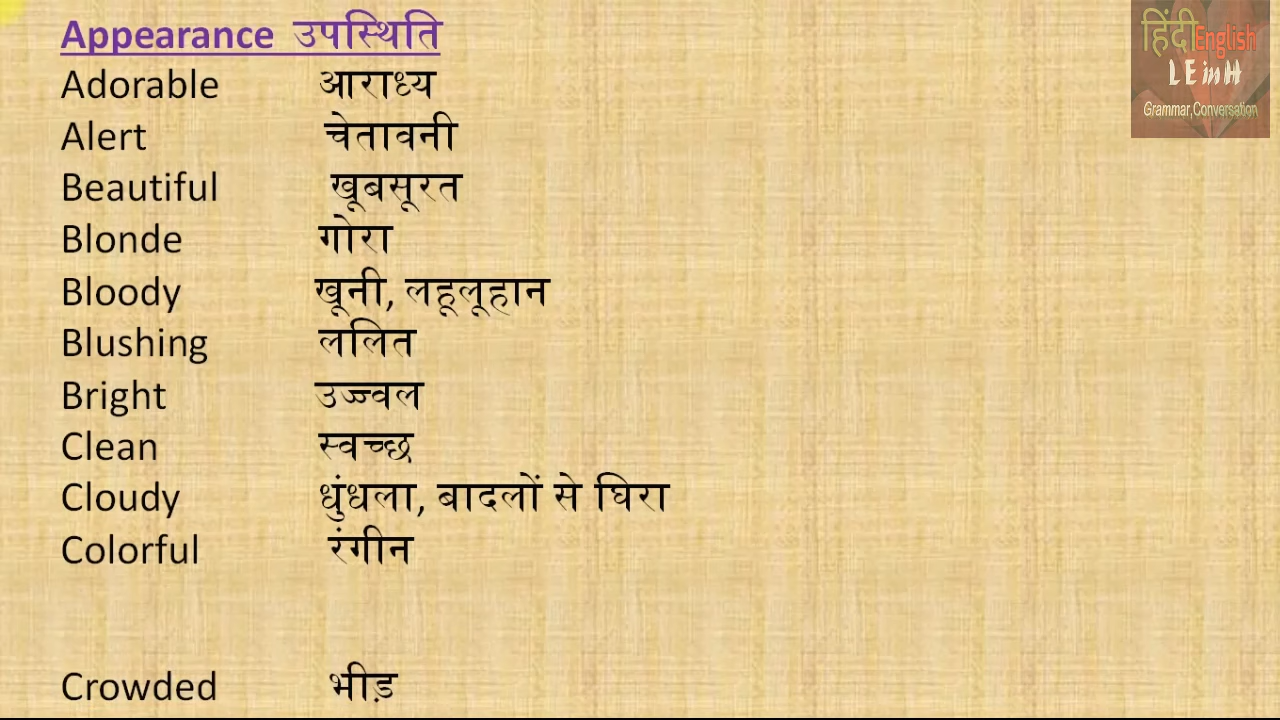 Appearance उपस्थिति
Adorable आराध्य
Alert चेतावनी
Beautiful खूबसूरत
Blonde गोरा
Bloody खूनी, लहूलूहान
Blushing ललित
Bright उज्ज्वल
Clean स्वच्छ
Cloudy धुंधला, बादलों से घिरा
Colorful रंगीन
Crowded भीड़
हिंदी English
L E in H
Grammar,Conversation